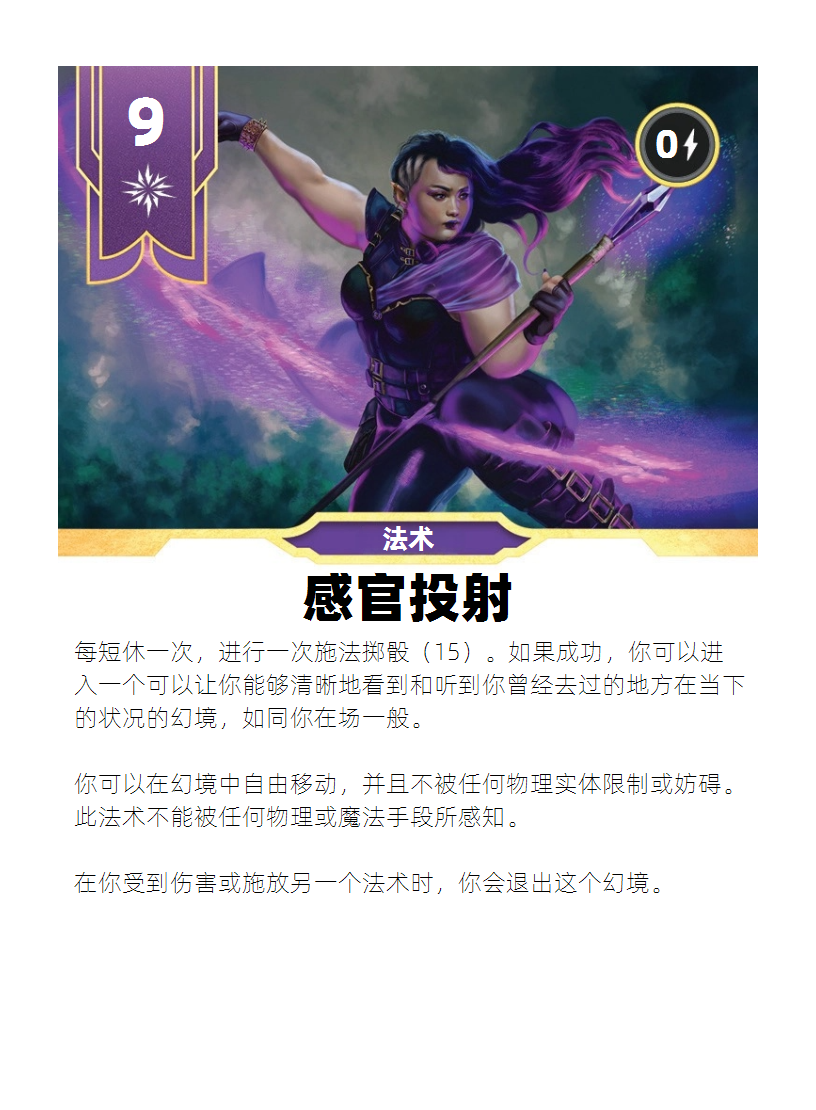 9
0
法术
感官投射
每短休一次，进行一次施法掷骰（15）。如果成功，你可以进
入一个可以让你能够清晰地看到和听到你曾经去过的地方在当下
的状况的幻境，如同你在场一般。
你可以在幻境中自由移动，并且不被任何物理实体限制或妨碍。
此法术不能被任何物理或魔法手段所感知。
在你受到伤害或施放另一个法术时，你会退出这个幻境。